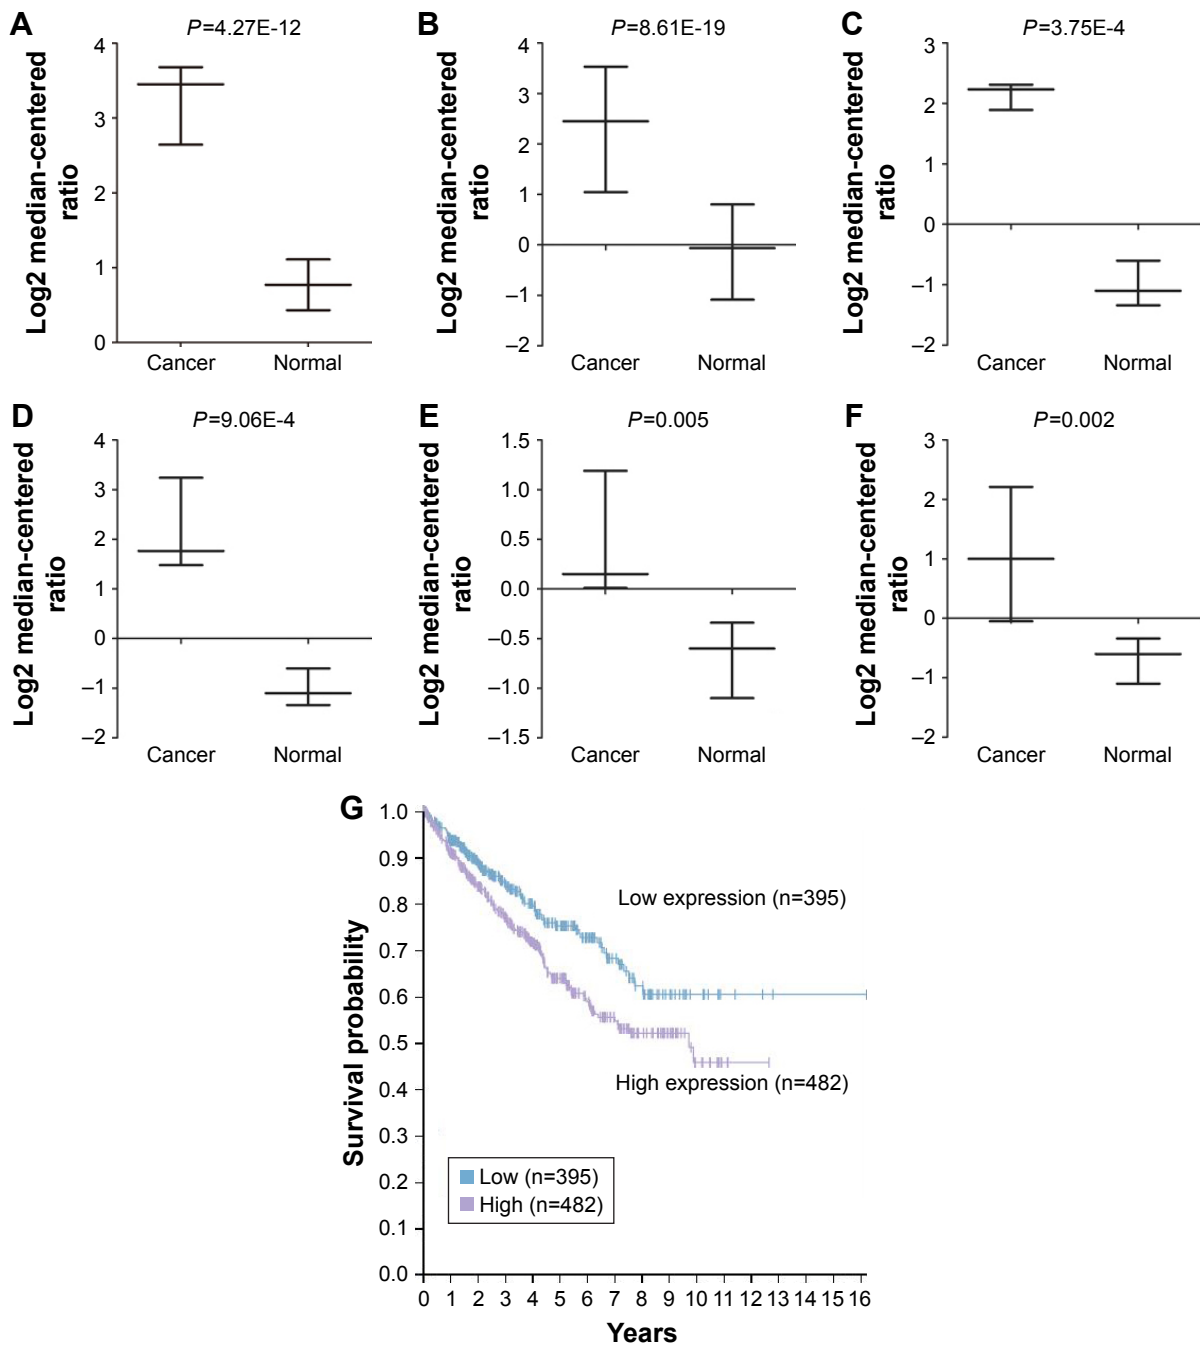 A
P=4.27E-12
Log2 median-centered
ratio
4
3
2
1
0
Cancer
Normal
B
P=8.61E-19
Log2 median-centered
ratio
4
3
2
1
0
–1
–2
Cancer
Normal
C
P=3.75E-4
Log2 median-centered
ratio
3
2
1
0
–1
–2
Cancer
Normal
D
P=9.06E-4
Log2 median-centered
ratio
4
3
2
1
0
–1
–2
Cancer
Normal
E
P=0.005
Log2 median-centered
ratio
1.5
1.0
0.5
0.0
–0.5
–1.0
–1.5
Cancer
Normal
F
P=0.002
Log2 median-centered
ratio
3
2
1
0
–1
–2
Cancer
Normal
G
Survival probability
1.0
0.9
0.8
0.7
0.6
0.5
0.4
0.3
0.2
0.1
0.0
Low expression (n=395)
High expression (n=482)
Low (n=395)
High (n=482)
0 1 2 3 4 5 6 7 8 9 10 11 12 13 14 15 16
Years